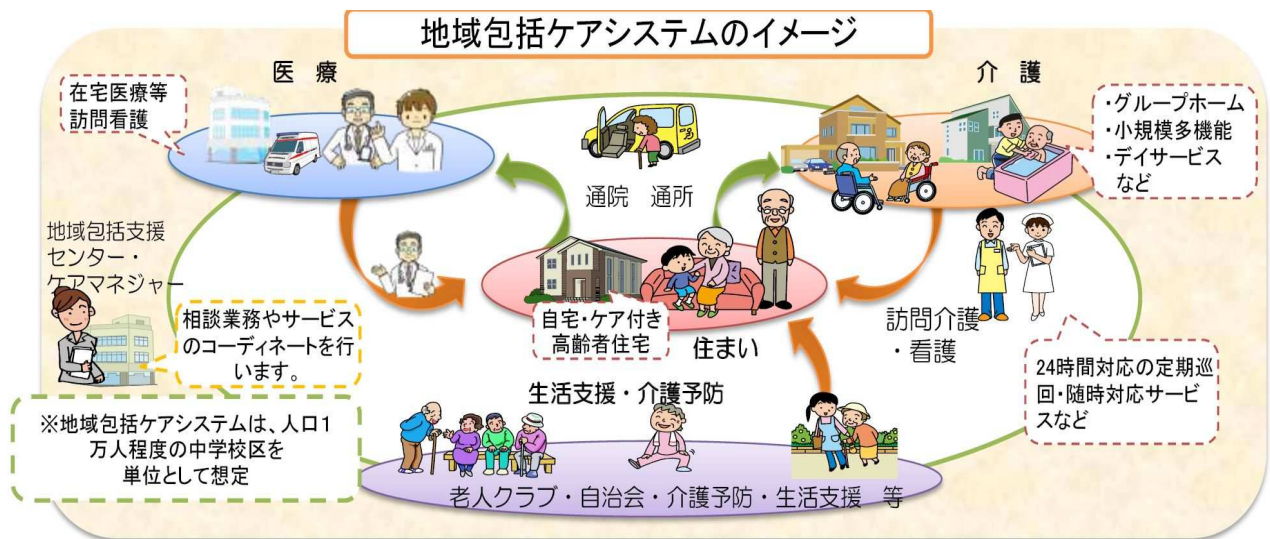 地域包括ケアシステムのイメージ
医 療
介 護
在宅医療等
訪問看護
・グループホーム
・小規模多機能
・デイサービス
など
通院 通所
地域包括支援
センター・
ケアマネジャー
相談業務やサービス
のコーディネートを行
います。
自宅・ケア付き
高齢者住宅
住まい
訪問介護
・看護
24時間対応の定期巡
回・随時対応サービ
スなど
生活支援・介護予防
※地域包括ケアシステムは、人口1
万人程度の中学校区を
単位として想定
老人クラブ・自治会・介護予防・生活支援 等